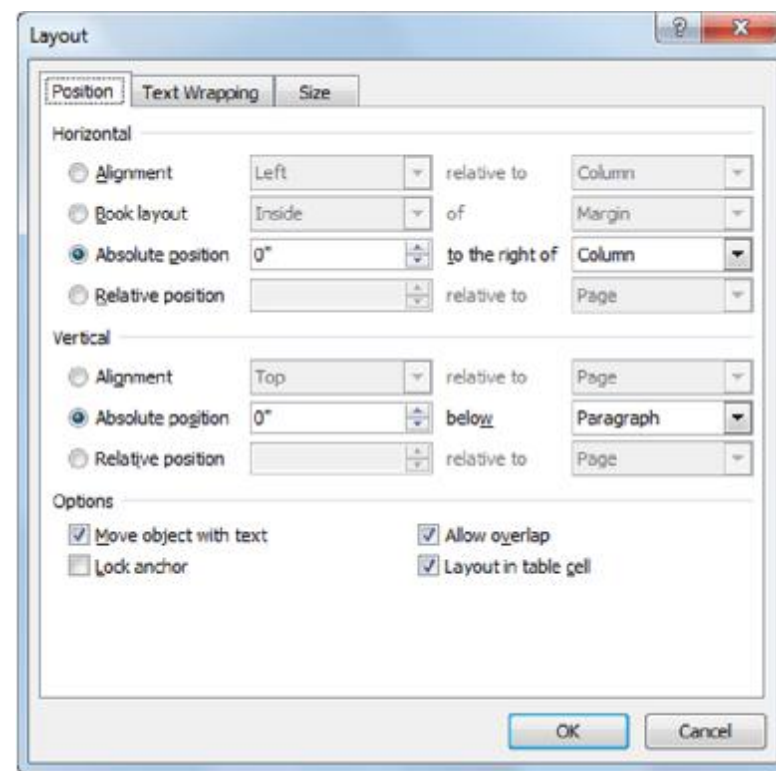 Layout
Position Text Wrapping Size
Horizontal
Alignment Left relative to Column
Book layout Inside of Margin
Absolute position 0" to the right of Column
Relative position relative to Page
Vertical
Alignment Top relative to Page
Absolute position 0" below Paragraph
Relative position relative to Page
Options
Move object with text Allow overlap
Lock anchor Layout in table cell
OK Cancel